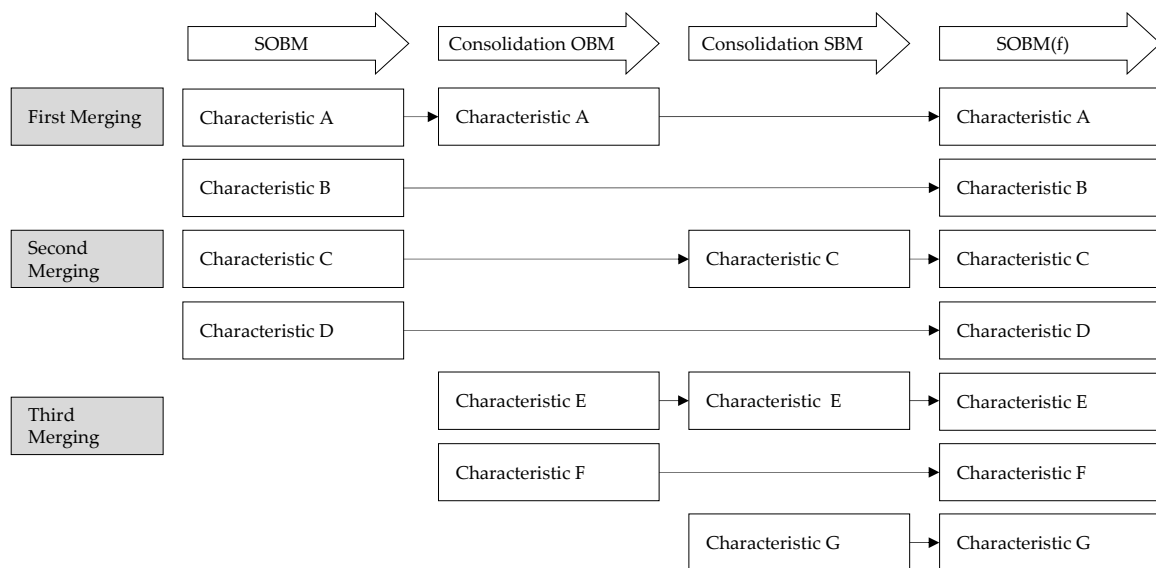 SOBM
Consolidation OBM
Consolidation SBM
SOBM(f)
First Merging
Characteristic A
Characteristic A
Characteristic A
Characteristic B
Characteristic B
Second
Merging
Characteristic C
Characteristic C
Characteristic C
Characteristic D
Characteristic D
Third
Merging
Characteristic E
Characteristic E
Characteristic E
Characteristic F
Characteristic F
Characteristic G
Characteristic G